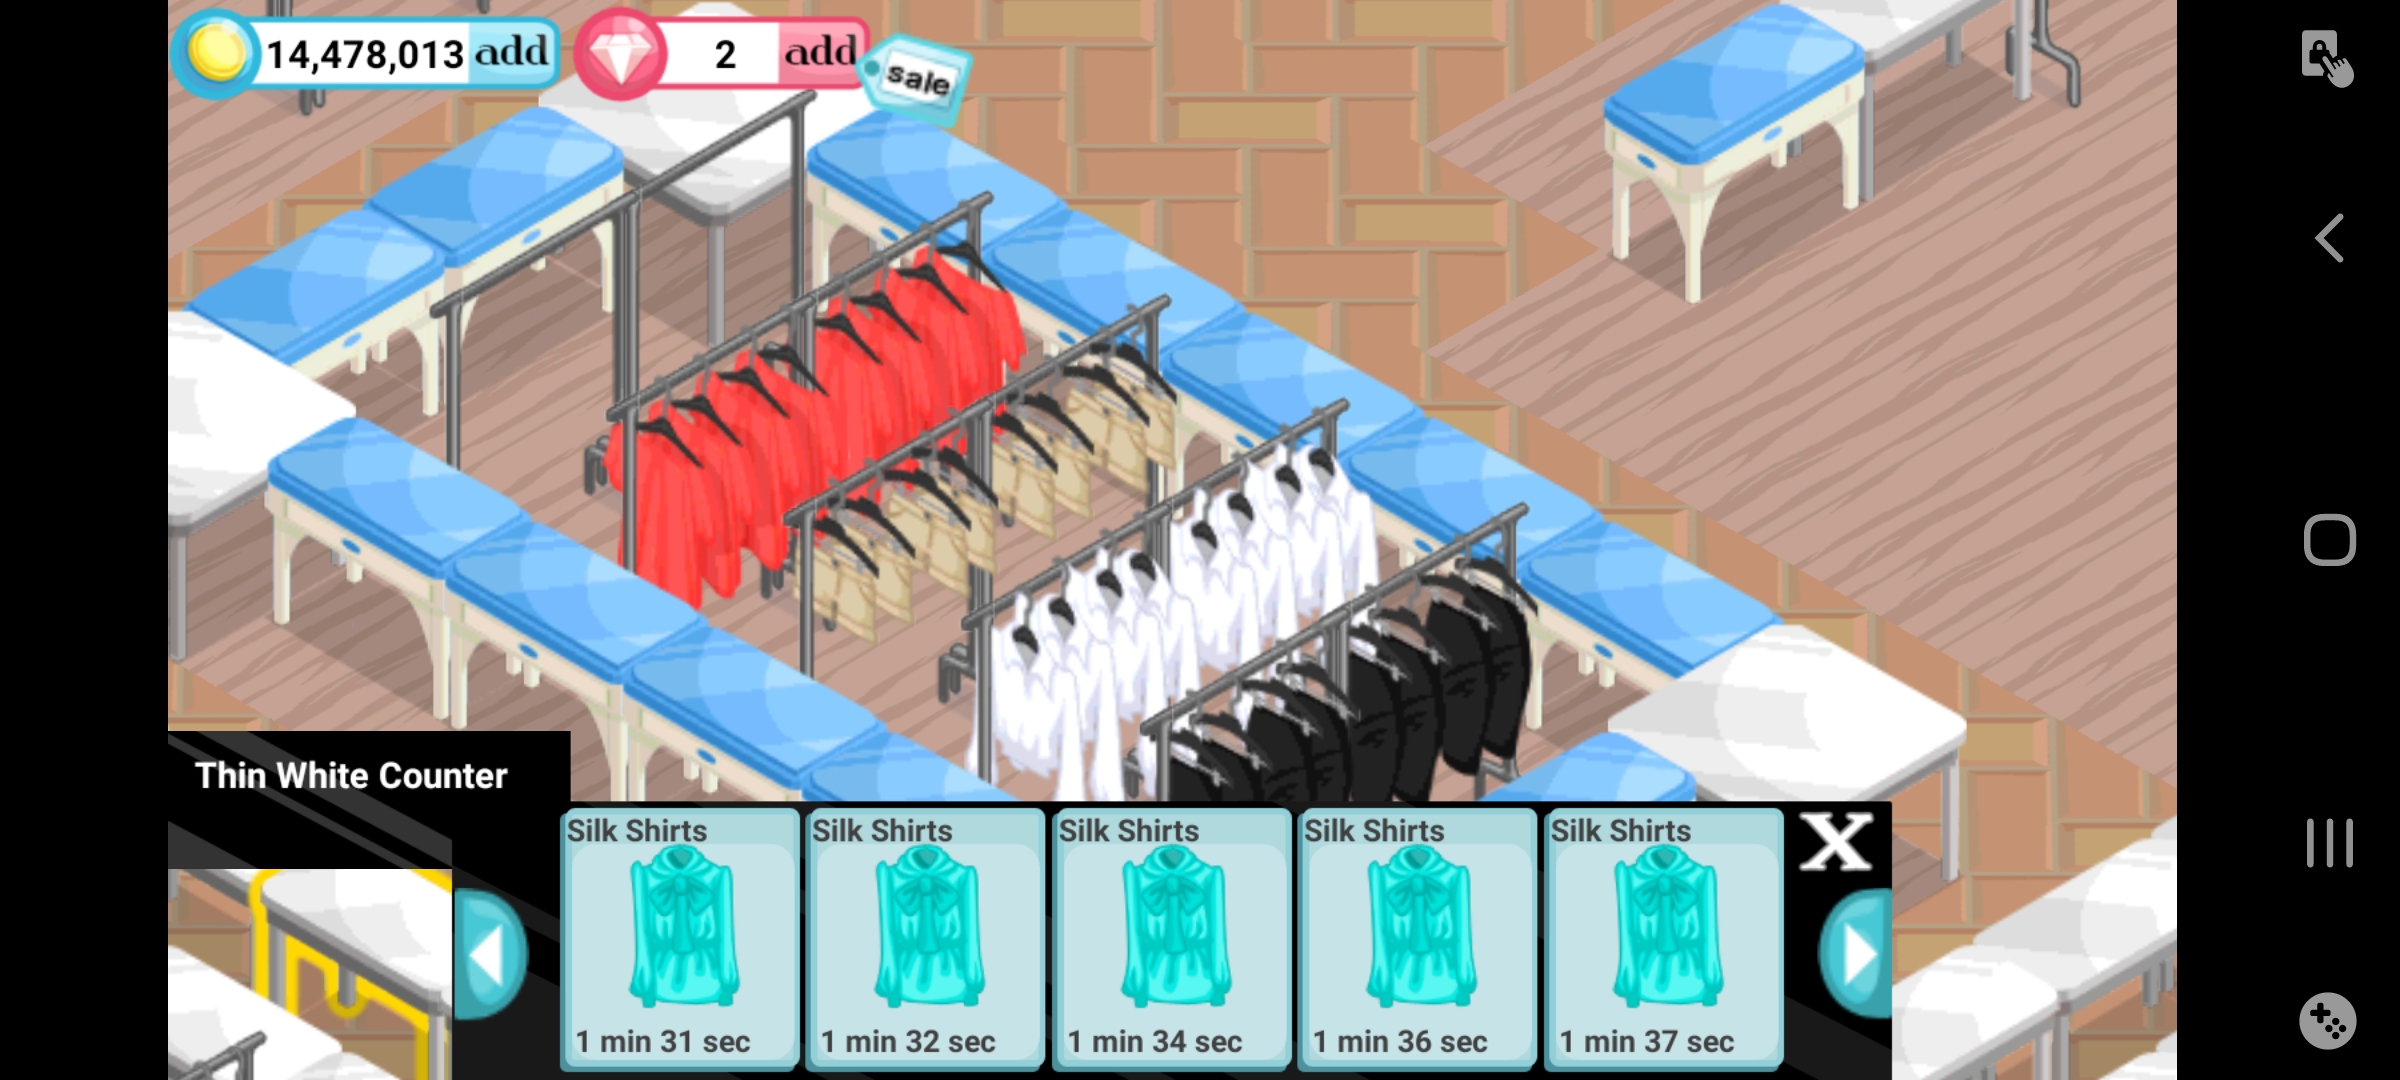 14,478,013 add
2 add
sale
Thin White Counter
Silk Shirts
1 min 31 sec
Silk Shirts
1 min 32 sec
Silk Shirts
1 min 34 sec
Silk Shirts
1 min 36 sec
Silk Shirts
1 min 37 sec
X